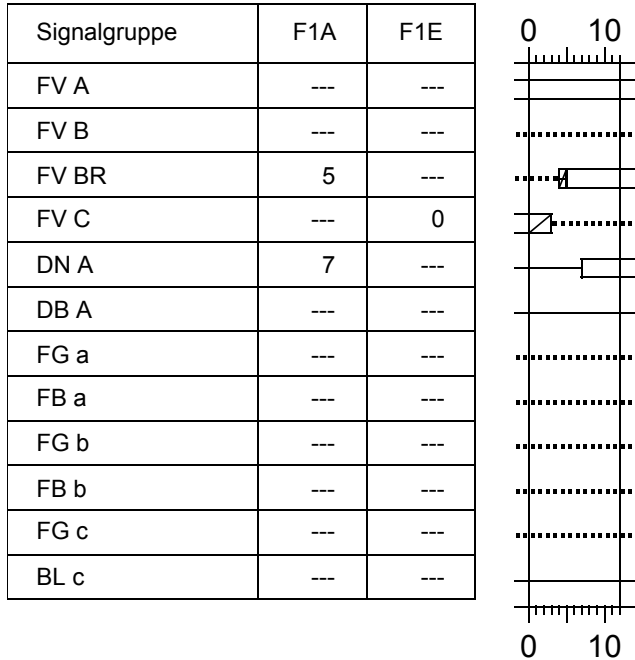 Signalgruppe F1A F1E 0 10
FV A --- ---
FV B --- ---
FV BR 5 ---
FV C --- 0
DN A 7 ---
DB A --- ---
FG a --- ---
FB a --- ---
FG b --- ---
FB b --- ---
FG c --- ---
BL c --- ---
0 10